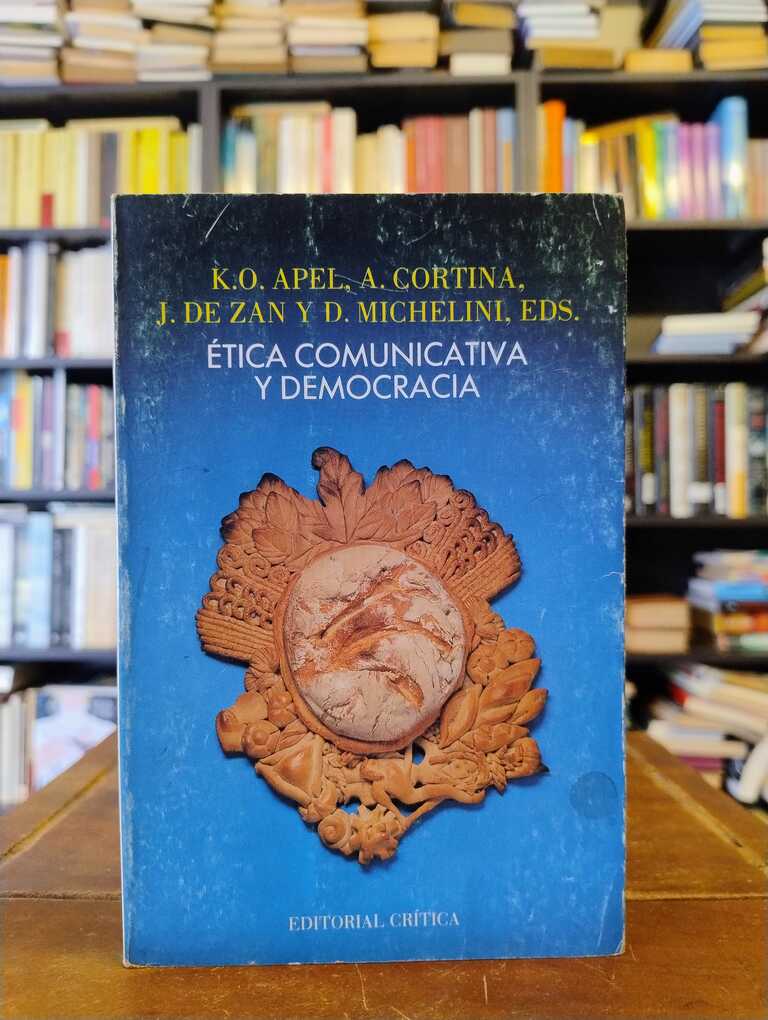 K.O. APEL, A. CORTINA,
J. DE ZAN Y D. MICHELINI, EDS.
ÉTICA COMUNICATIVA
Y DEMOCRACIA
EDITORIAL CRÍTICA